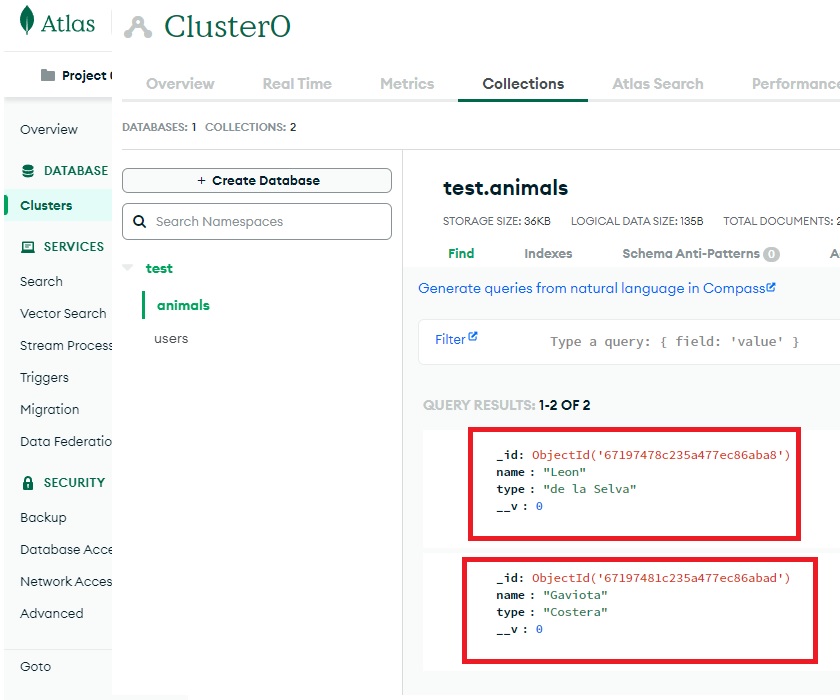 Atlas
Cluster0
Project
Overview Real Time Metrics Collections Atlas Search Performance
DATABASES: 1 COLLECTIONS: 2
Overview
DATABASE
Clusters
SERVICES
Search
Vector Search
Stream Process
Triggers
Migration
Data Federatio
SECURITY
Backup
Database Acce
Network Acces
Advanced
Goto
+ Create Database
Search Namespaces
test
animals
users
test.animals
STORAGE SIZE: 36KB LOGICAL DATA SIZE: 135B TOTAL DOCUMENTS: 2
Find Indexes Schema Anti-Patterns 0 A
Generate queries from natural language in Compass
Filter Type a query: { field: 'value' }
QUERY RESULTS: 1-2 OF 2
_id: ObjectId('67197478c235a477ec86aba8')
name : "Leon"
type : "de la Selva"
__v : 0
_id: ObjectId('67197481c235a477ec86abad')
name : "Gaviota"
type : "Costera"
__v : 0